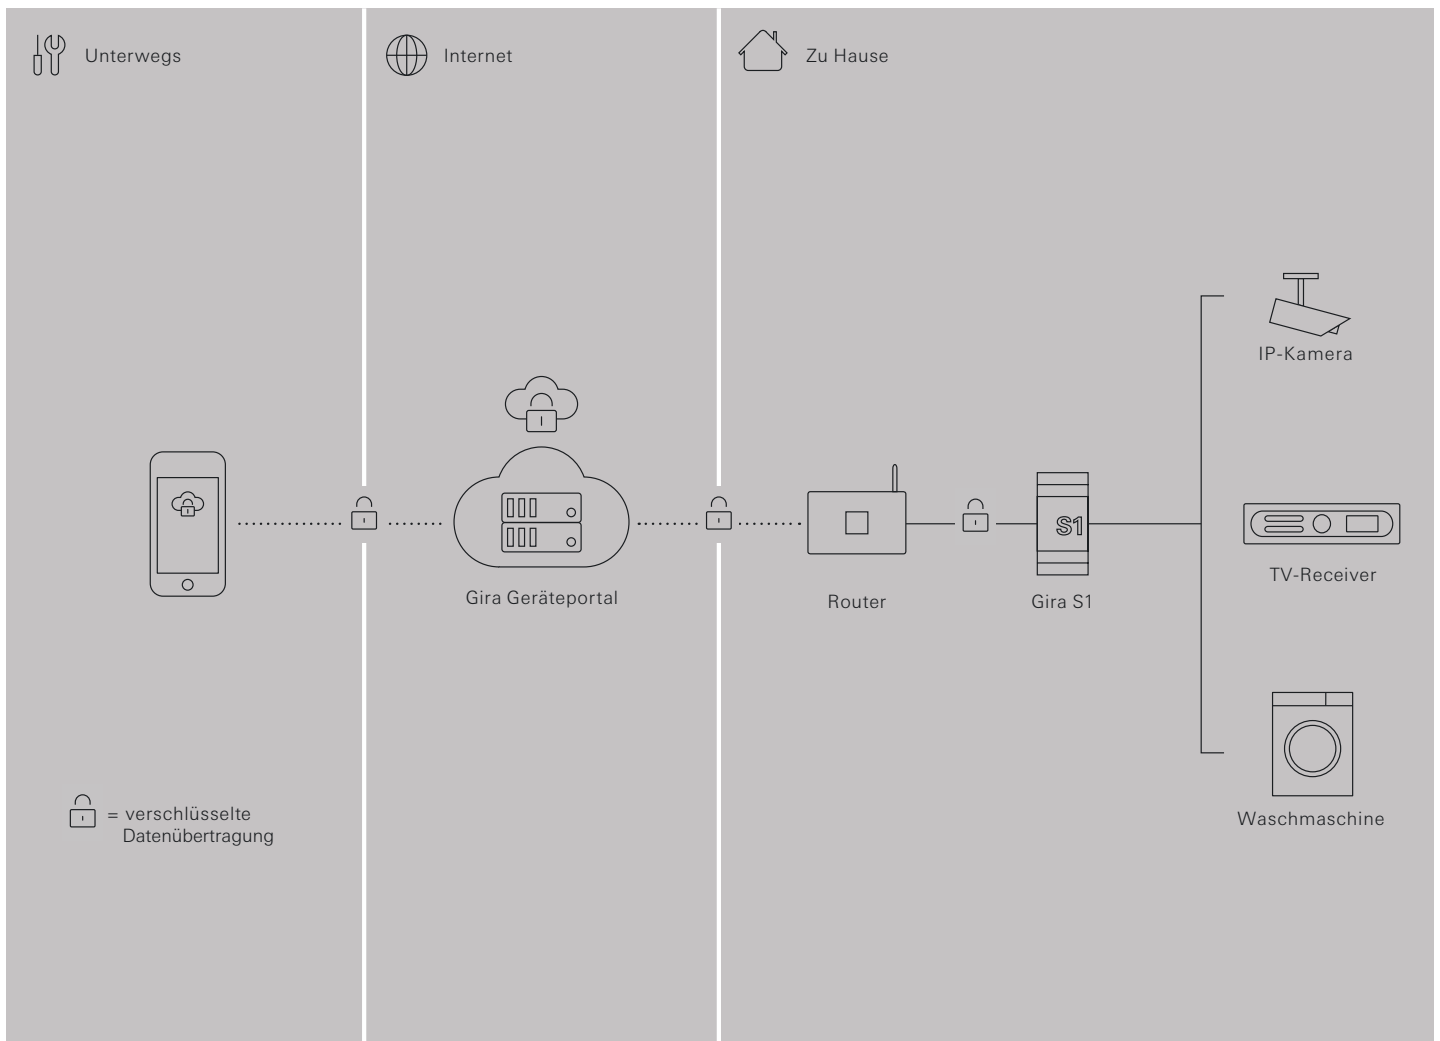 Unterwegs
Internet
Zu Hause
IP-Kamera
S1
TV-Receiver
Gira Geräteportal
Router
Gira S1
Waschmaschine
= verschlüsselte
Datenübertragung